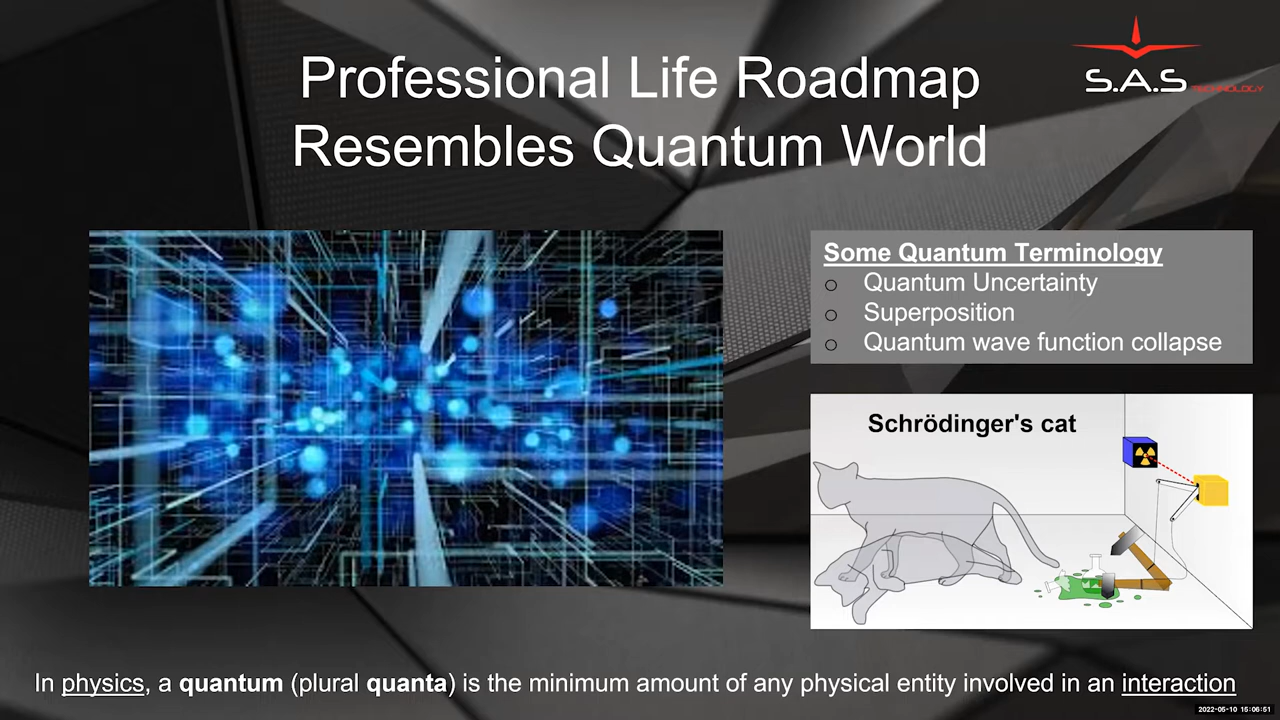 Professional Life Roadmap
Resembles Quantum World
S.A.S TECHNOLOGY
Some Quantum Terminology
○ Quantum Uncertainty
○ Superposition
○ Quantum wave function collapse
Schrödinger's cat
In physics, a quantum (plural quanta) is the minimum amount of any physical entity involved in an interaction
2022-05-10 15:06:51